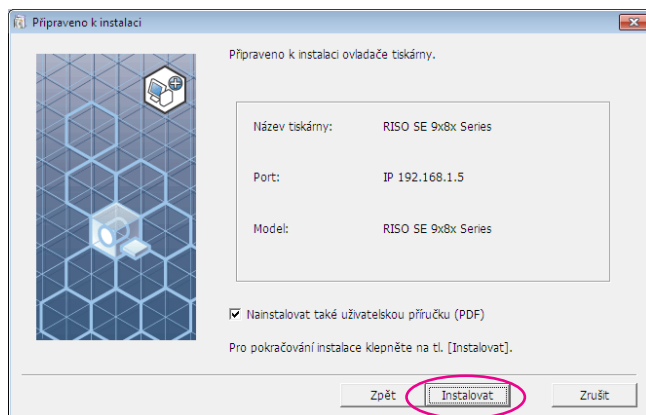 Připraveno k instalaci
Připraveno k instalaci ovladače tiskárny.
Název tiskárny: RISO SE 9x8x Series
Port: IP 192.168.1.5
Model: RISO SE 9x8x Series
Nainstalovat také uživatelskou příručku (PDF)
Pro pokračování instalace klepněte na tl. [Instalovat].
Zpět Instalovat Zrušit